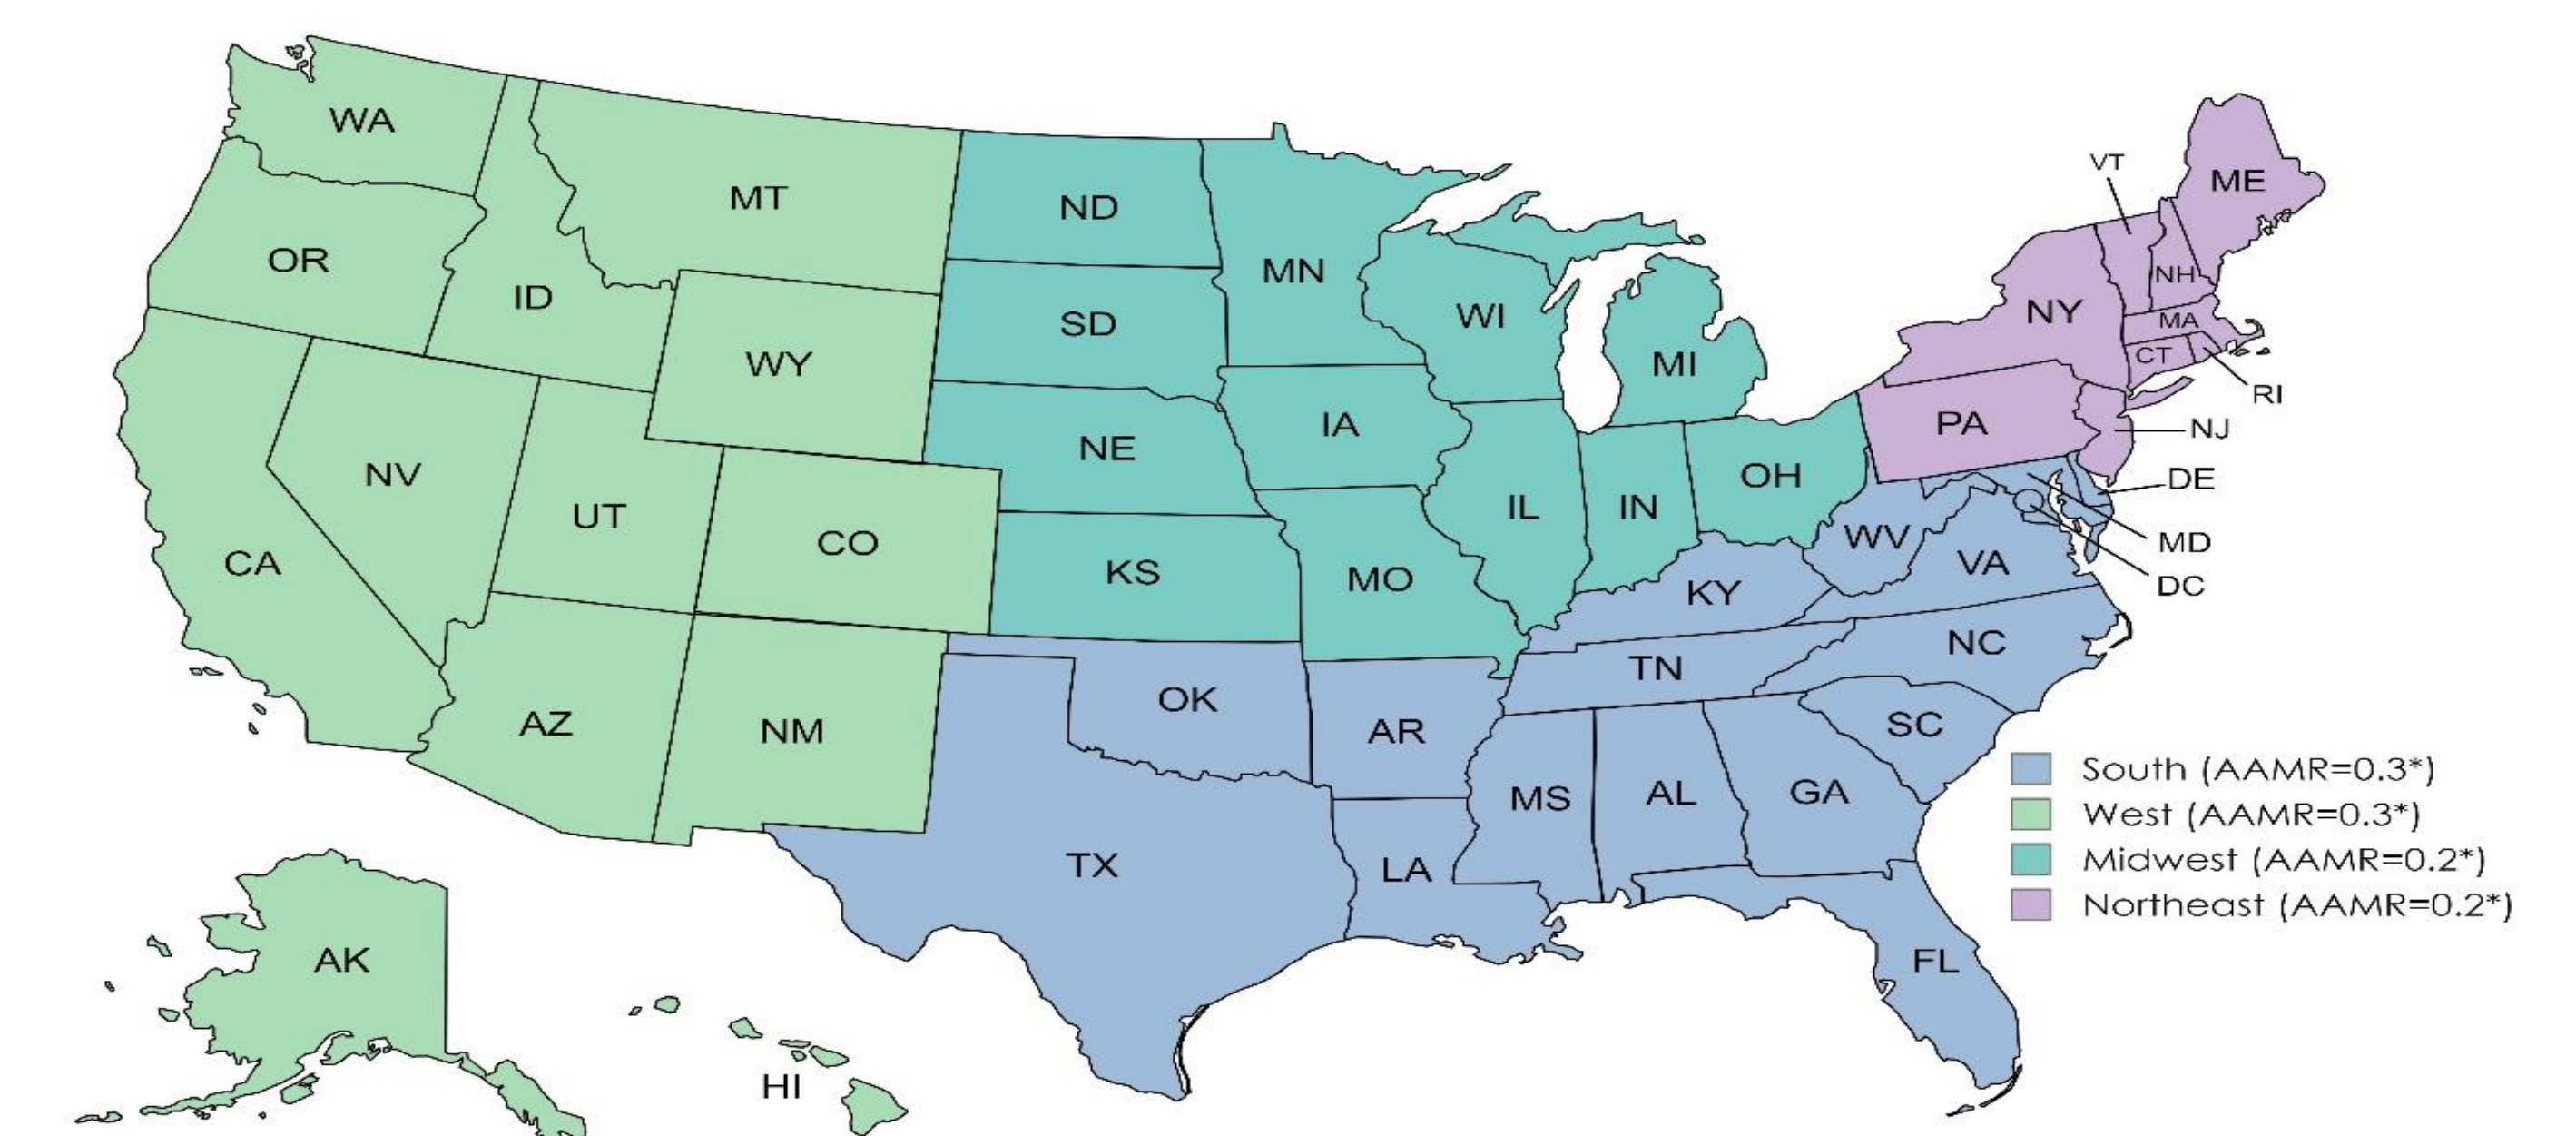 WA
MT
ND
MN
VT
ME
OR
ID
SD
WI
NH
NY
MA
WY
MI
CT
RI
NV
NE
IA
PA
NJ
UT
CO
IL
IN
OH
DE
CA
KS
MO
WV
MD
KY
VA
DC
AZ
NM
OK
AR
TN
NC
SC
MS
AL
GA
TX
LA
FL
AK
HI
South (AAMR=0.3*)
West (AAMR=0.3*)
Midwest (AAMR=0.2*)
Northeast (AAMR=0.2*)